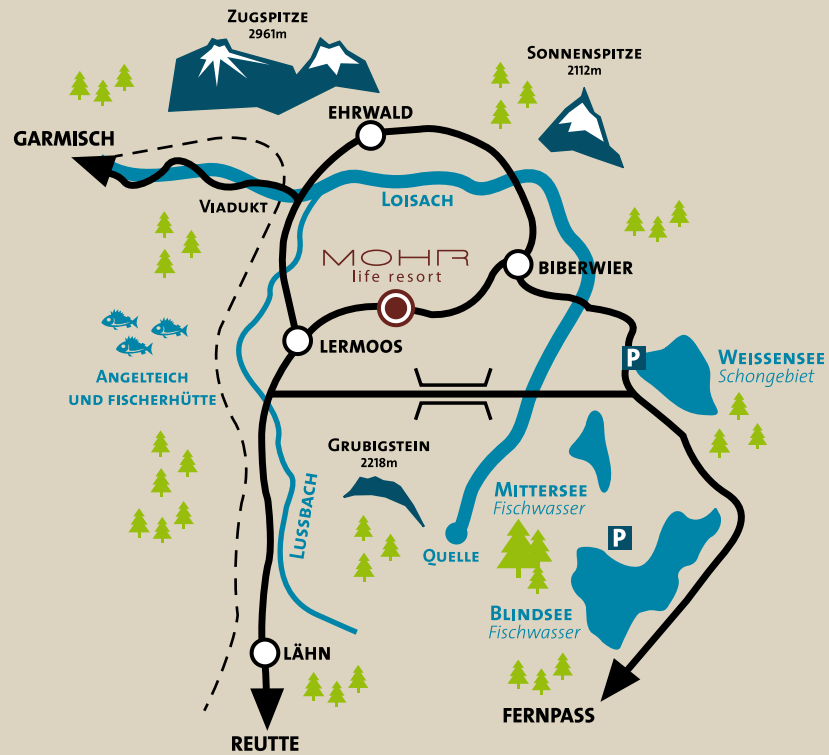 ZUGSPITZE
2961m
SONNENSPITZE
2112m
EHRWALD
GARMISCH
VIADUKT
LOISACH
MOHR
life resort
BIBERWIER
LERMOOS
P
WEISSENSEE
Schongebiet
ANGELTEICH
UND FISCHERHÜTTE
GRUBIGSTEIN
2218m
MITTERSEE
Fischwasser
LUSSBACH
P
QUELLE
BLINDSEE
Fischwasser
LÄHN
FERNPASS
REUTTE